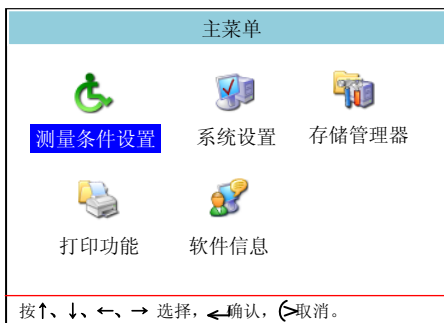 主菜单
测量条件设置 系统设置 存储管理器
打印功能 软件信息
按↑、↓、←、→ 选择，确认，取消。